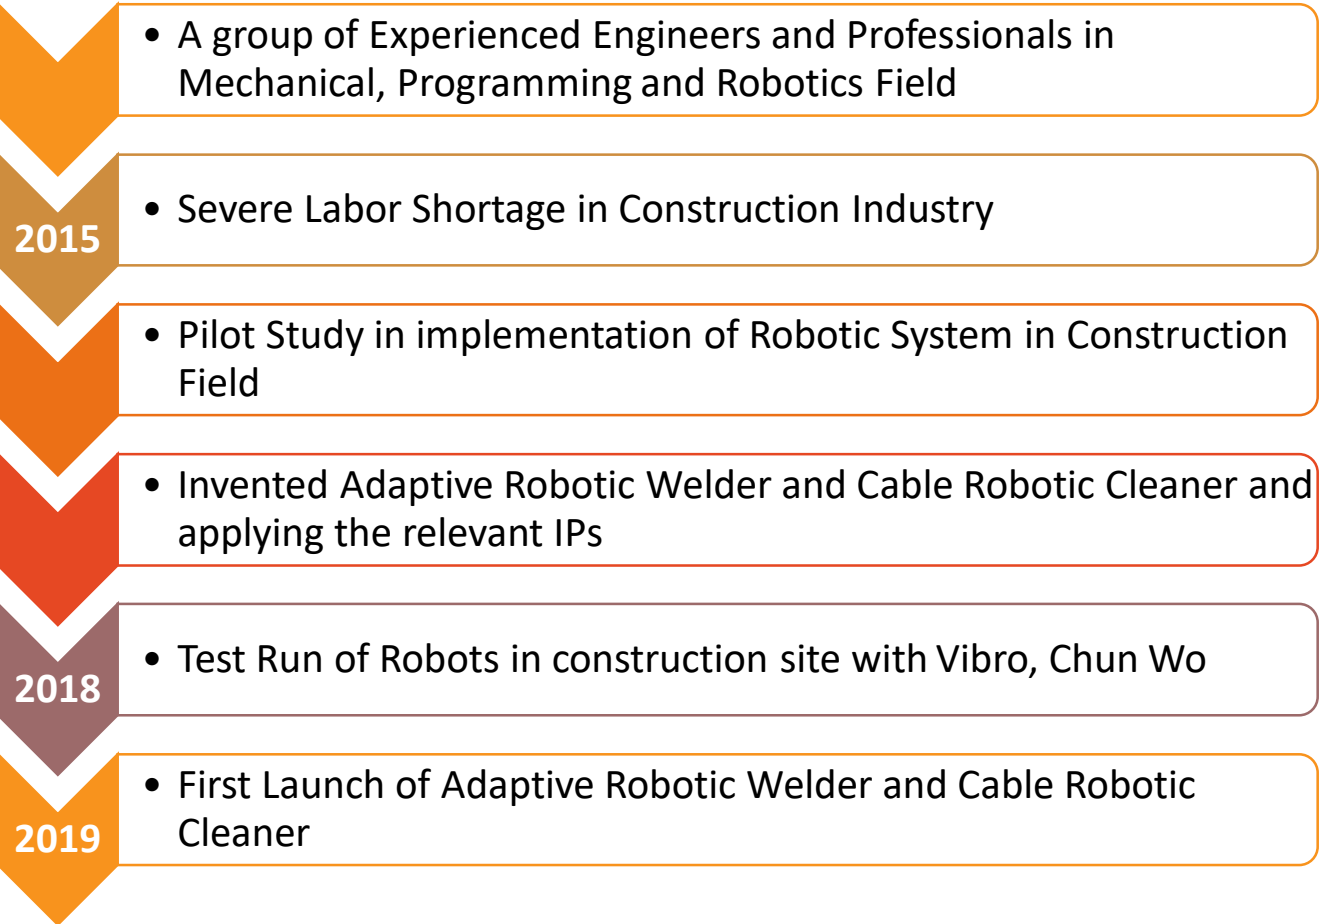 • A group of Experienced Engineers and Professionals in
Mechanical, Programming and Robotics Field
2015
• Severe Labor Shortage in Construction Industry
• Pilot Study in implementation of Robotic System in Construction
Field
• Invented Adaptive Robotic Welder and Cable Robotic Cleaner and
applying the relevant IPs
2018
• Test Run of Robots in construction site with Vibro, Chun Wo
2019
• First Launch of Adaptive Robotic Welder and Cable Robotic
Cleaner